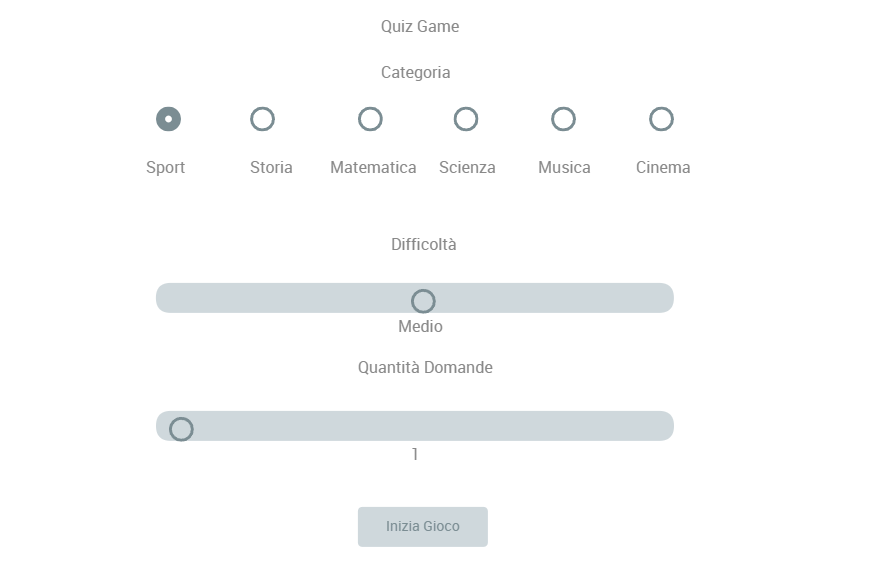 Quiz Game
Categoria
Sport Storia Matematica Scienza Musica Cinema
Difficoltà
Medio
Quantità Domande
1
Inizia Gioco